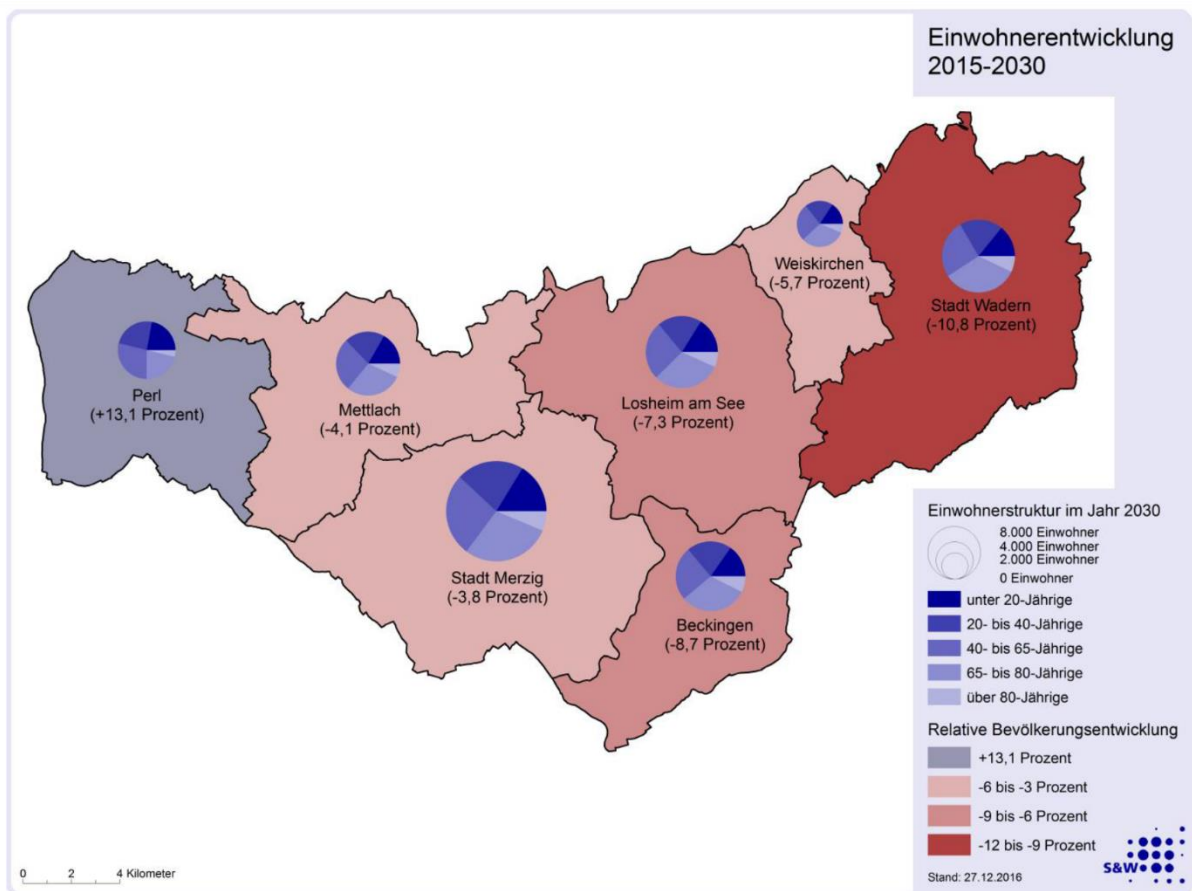 Einwohnerentwicklung
2015-2030
Weiskirchen
(-5,7 Prozent)
Stadt Wadern
(-10,8 Prozent)
Perl
(+13,1 Prozent)
Mettlach
(-4,1 Prozent)
Losheim am See
(-7,3 Prozent)
Stadt Merzig
(-3,8 Prozent)
Beckingen
(-8,7 Prozent)
Einwohnerstruktur im Jahr 2030
8.000 Einwohner
4.000 Einwohner
2.000 Einwohner
0 Einwohner
unter 20-Jährige
20- bis 40-Jährige
40- bis 65-Jährige
65- bis 80-Jährige
über 80-Jährige
Relative Bevölkerungsentwicklung
+13,1 Prozent
-6 bis -3 Prozent
-9 bis -6 Prozent
-12 bis -9 Prozent
S&W
Stand: 27.12.2016
0 2 4 Kilometer